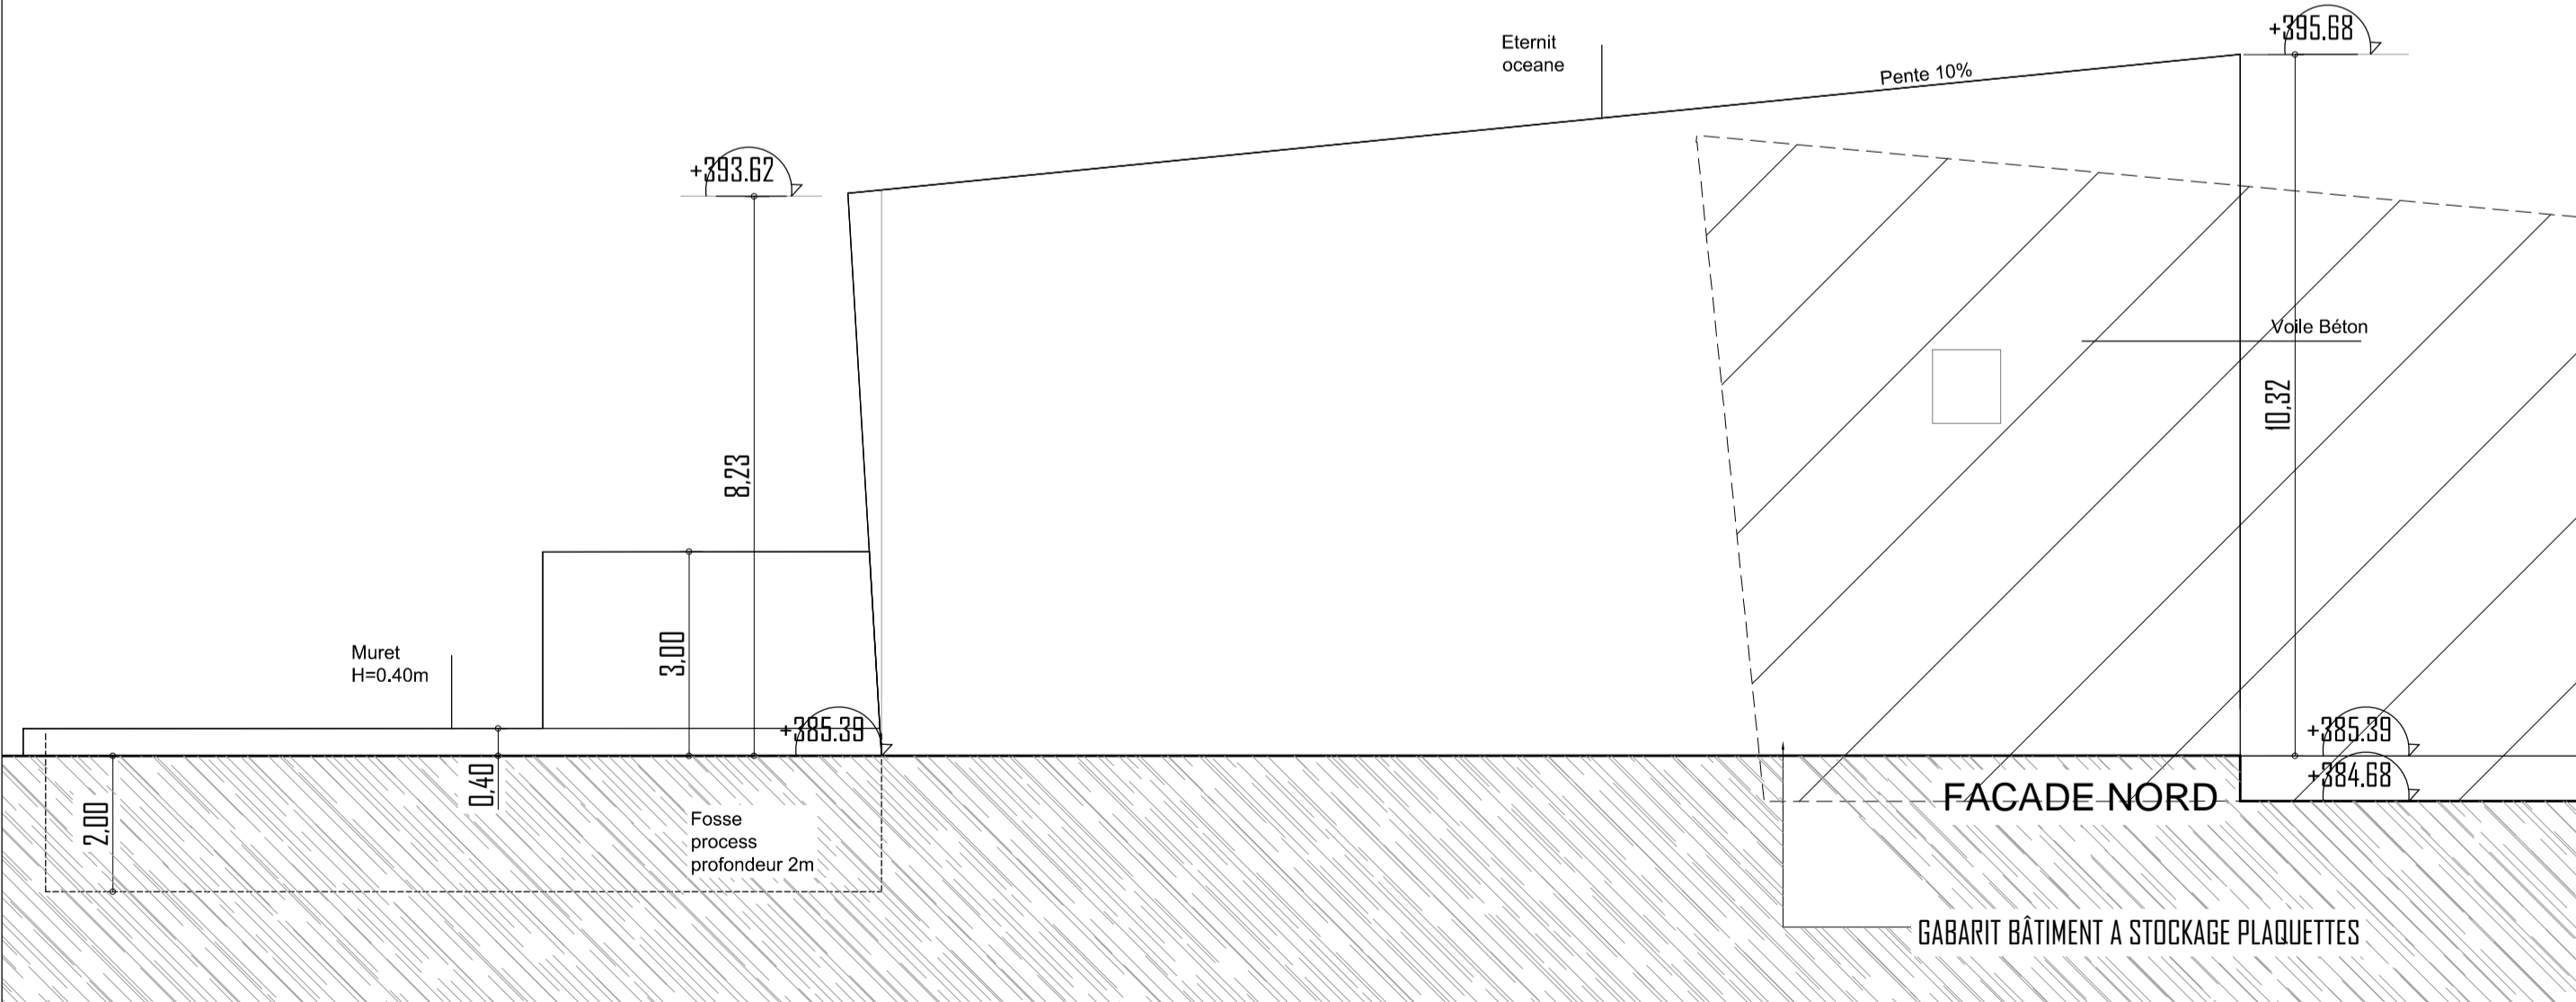 +395.68
Eternit
oceane
Pente 10%
+393.62
Voile Béton
10,32
8,23
3,00
Muret
H=0.40m
+385.39
+385.39
+384.68
0,40
2,00
FACADE NORD
Fosse
process
profondeur 2m
GABARIT BÂTIMENT A STOCKAGE PLAQUETTES